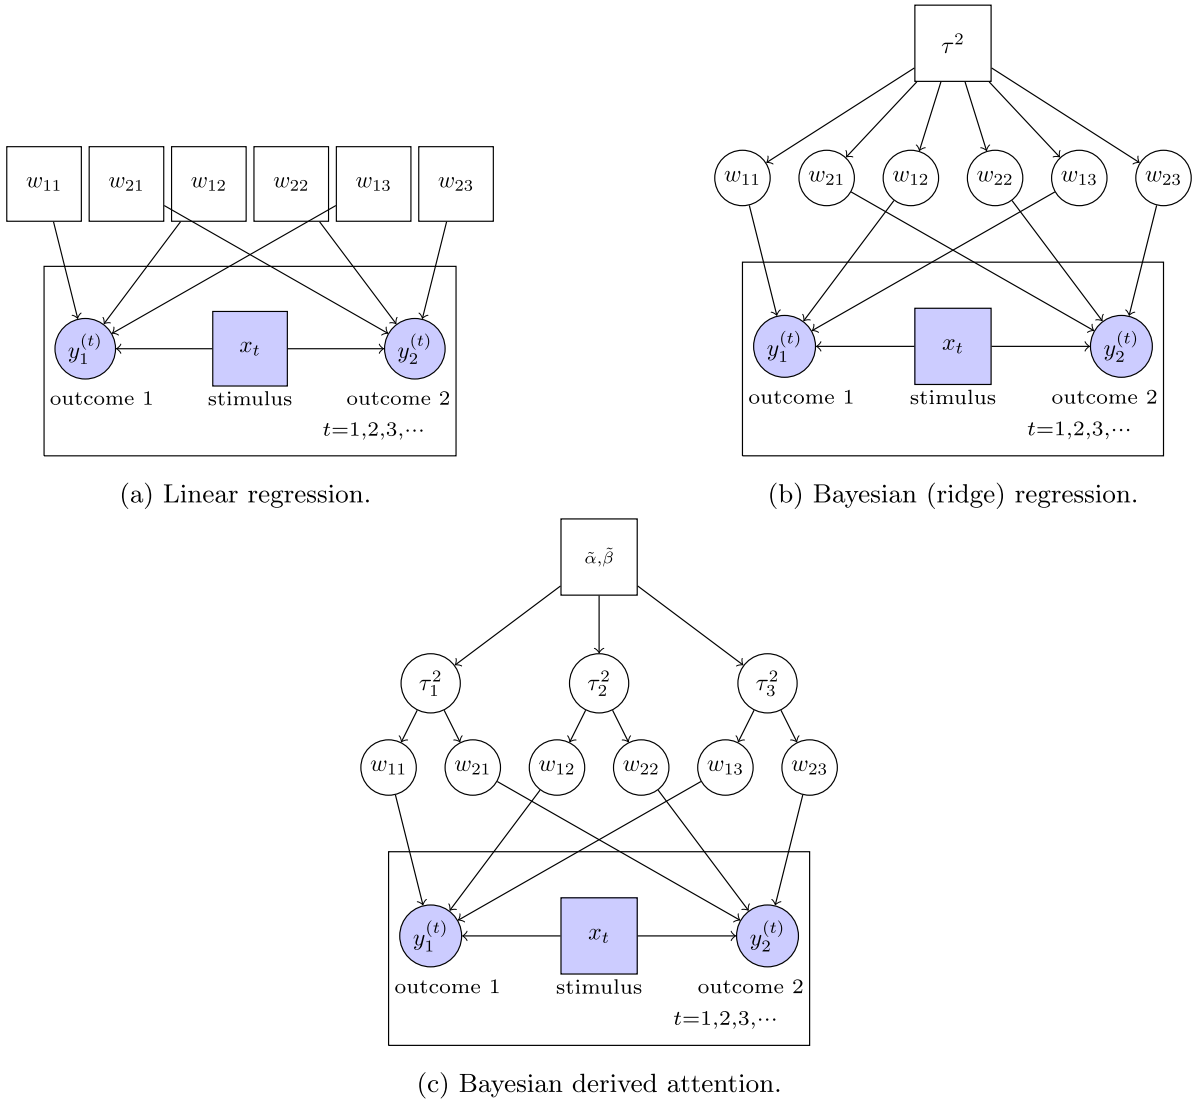 τ²
w₁₁ w₂₁ w₁₂ w₂₂ w₁₃ w₂₃
w₁₁ w₂₁ w₁₂ w₂₂ w₁₃ w₂₃
y₁⁽ᵗ⁾ xₜ y₂⁽ᵗ⁾
outcome 1 stimulus outcome 2
t=1,2,3,⋯
(a) Linear regression.
y₁⁽ᵗ⁾ xₜ y₂⁽ᵗ⁾
outcome 1 stimulus outcome 2
t=1,2,3,⋯
(b) Bayesian (ridge) regression.
α̃,β̃
τ₁² τ₂² τ₃²
w₁₁ w₂₁ w₁₂ w₂₂ w₁₃ w₂₃
y₁⁽ᵗ⁾ xₜ y₂⁽ᵗ⁾
outcome 1 stimulus outcome 2
t=1,2,3,⋯
(c) Bayesian derived attention.